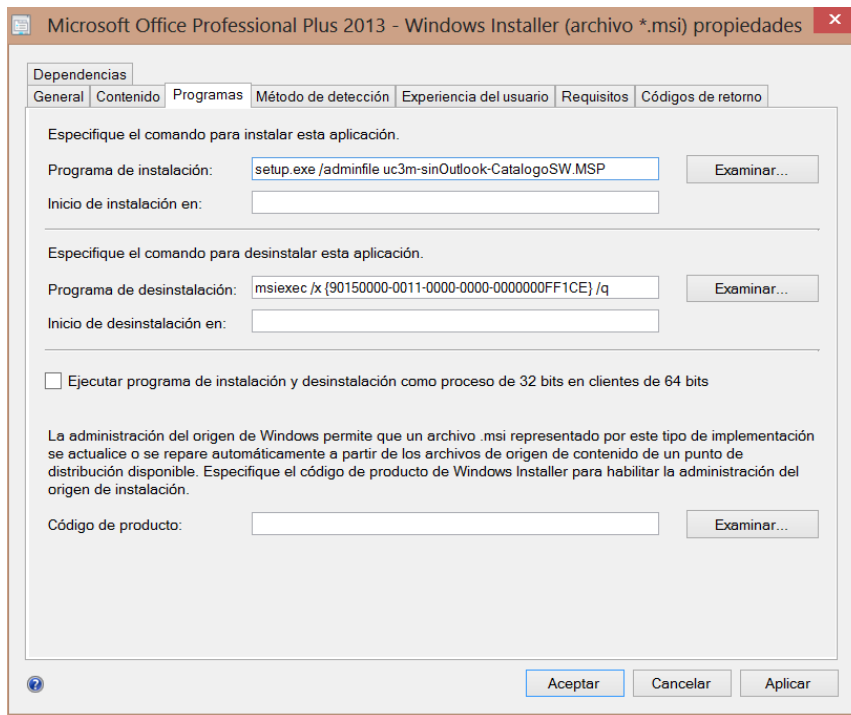 Microsoft Office Professional Plus 2013 - Windows Installer (archivo *.msi) propiedades
Dependencias
General Contenido Programas Método de detección Experiencia del usuario Requisitos Códigos de retorno
Especifique el comando para instalar esta aplicación.
Programa de instalación: setup.exe /adminfile uc3m-sinOutlook-CatalogoSW.MSP Examinar...
Inicio de instalación en:
Especifique el comando para desinstalar esta aplicación.
Programa de desinstalación: msiexec /x {90150000-0011-0000-0000-0000000FF1CE} /q Examinar...
Inicio de desinstalación en:
Ejecutar programa de instalación y desinstalación como proceso de 32 bits en clientes de 64 bits
La administración del origen de Windows permite que un archivo .msi representado por este tipo de implementación
se actualice o se repare automáticamente a partir de los archivos de origen de contenido de un punto de
distribución disponible. Especifique el código de producto de Windows Installer para habilitar la administración del
origen de instalación.
Código de producto: Examinar...
Aceptar Cancelar Aplicar